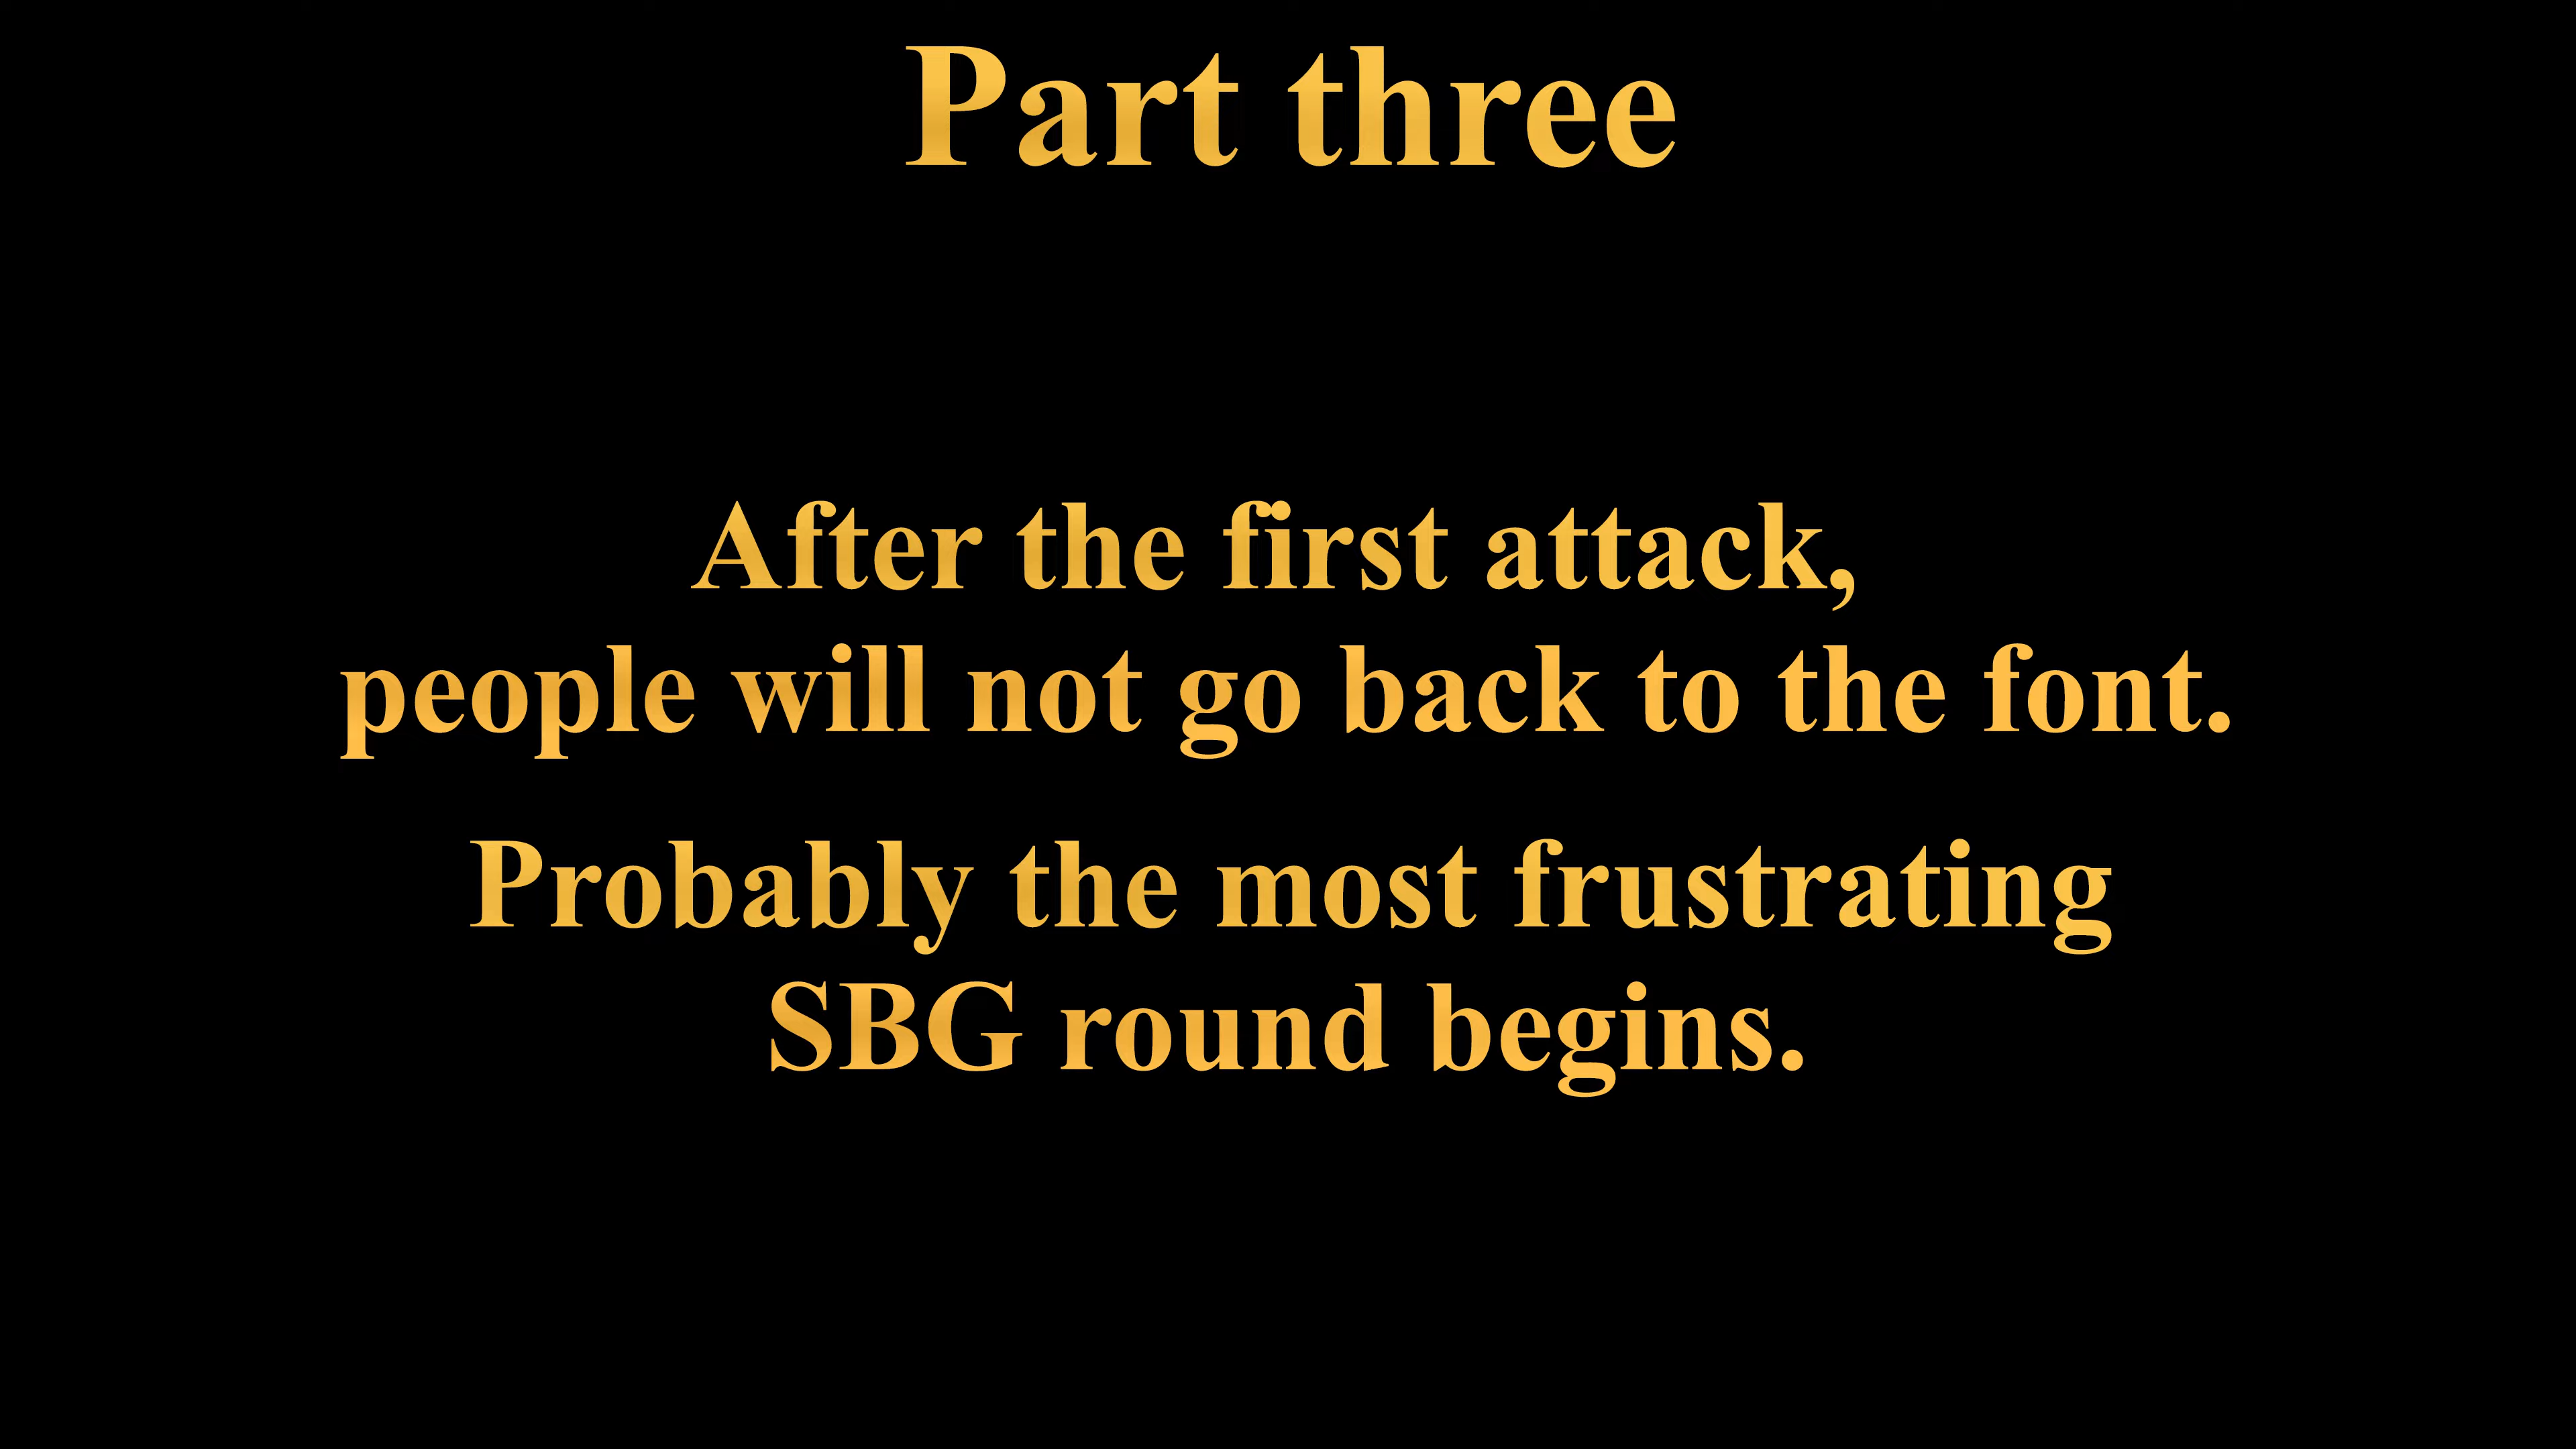 Part three
After the first attack,
people will not go back to the font.
Probably the most frustrating
SBG round begins.